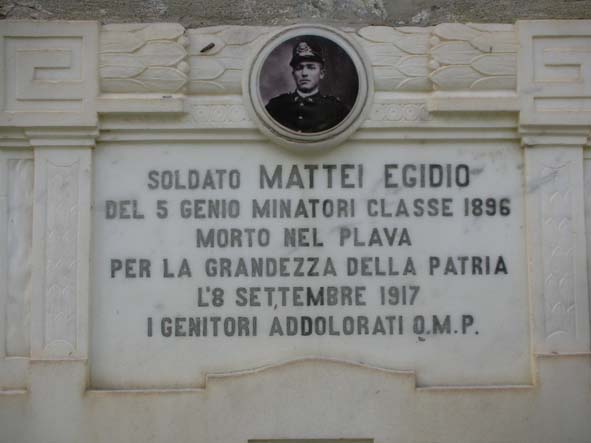 SOLDATO MATTEI EGIDIO
DEL 5 GENIO MINATORI CLASSE 1896
MORTO NEL PLAVA
PER LA GRANDEZZA DELLA PATRIA
L'8 SETTEMBRE 1917
I GENITORI ADDOLORATI Q.M.P.